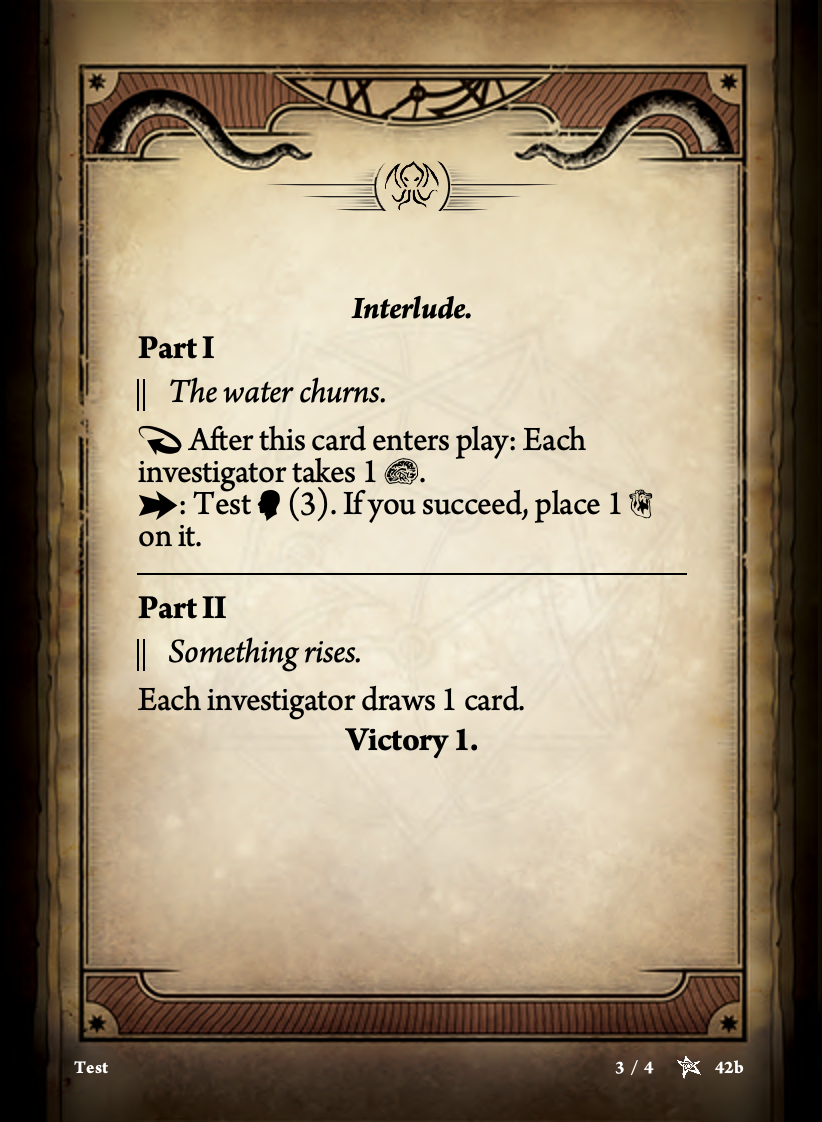 Interlude.
Part I
The water churns.
After this card enters play: Each
investigator takes 1 .
: Test (3). If you succeed, place 1
on it.
Part II
Something rises.
Each investigator draws 1 card.
Victory 1.
Test 3 / 4 42b